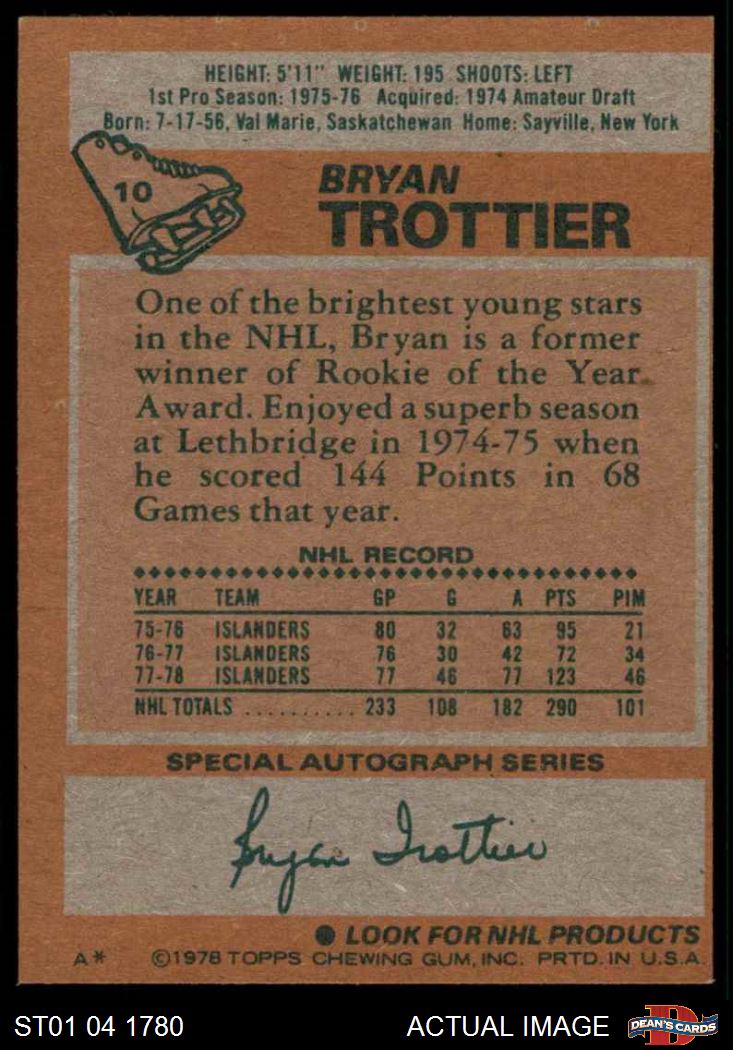 HEIGHT: 5'11" WEIGHT: 195 SHOOTS: LEFT
1st Pro Season: 1975-76 Acquired: 1974 Amateur Draft
Born: 7-17-56, Val Marie, Saskatchewan Home: Sayville, New York
10
BRYAN
TROTTIER
One of the brightest young stars
in the NHL, Bryan is a former
winner of Rookie of the Year
Award. Enjoyed a superb season
at Lethbridge in 1974-75 when
he scored 144 Points in 68
Games that year.
NHL RECORD
YEAR TEAM GP G A PTS PIM
75-76 ISLANDERS 80 32 63 95 21
76-77 ISLANDERS 76 30 42 72 34
77-78 ISLANDERS 77 46 77 123 46
NHL TOTALS .......... 233 108 182 290 101
SPECIAL AUTOGRAPH SERIES
Bryan Trottier
● LOOK FOR NHL PRODUCTS
A* ©1978 TOPPS CHEWING GUM, INC. PRTD. IN U.S.A.
ST01 04 1780 ACTUAL IMAGE D DEAN'S CARDS